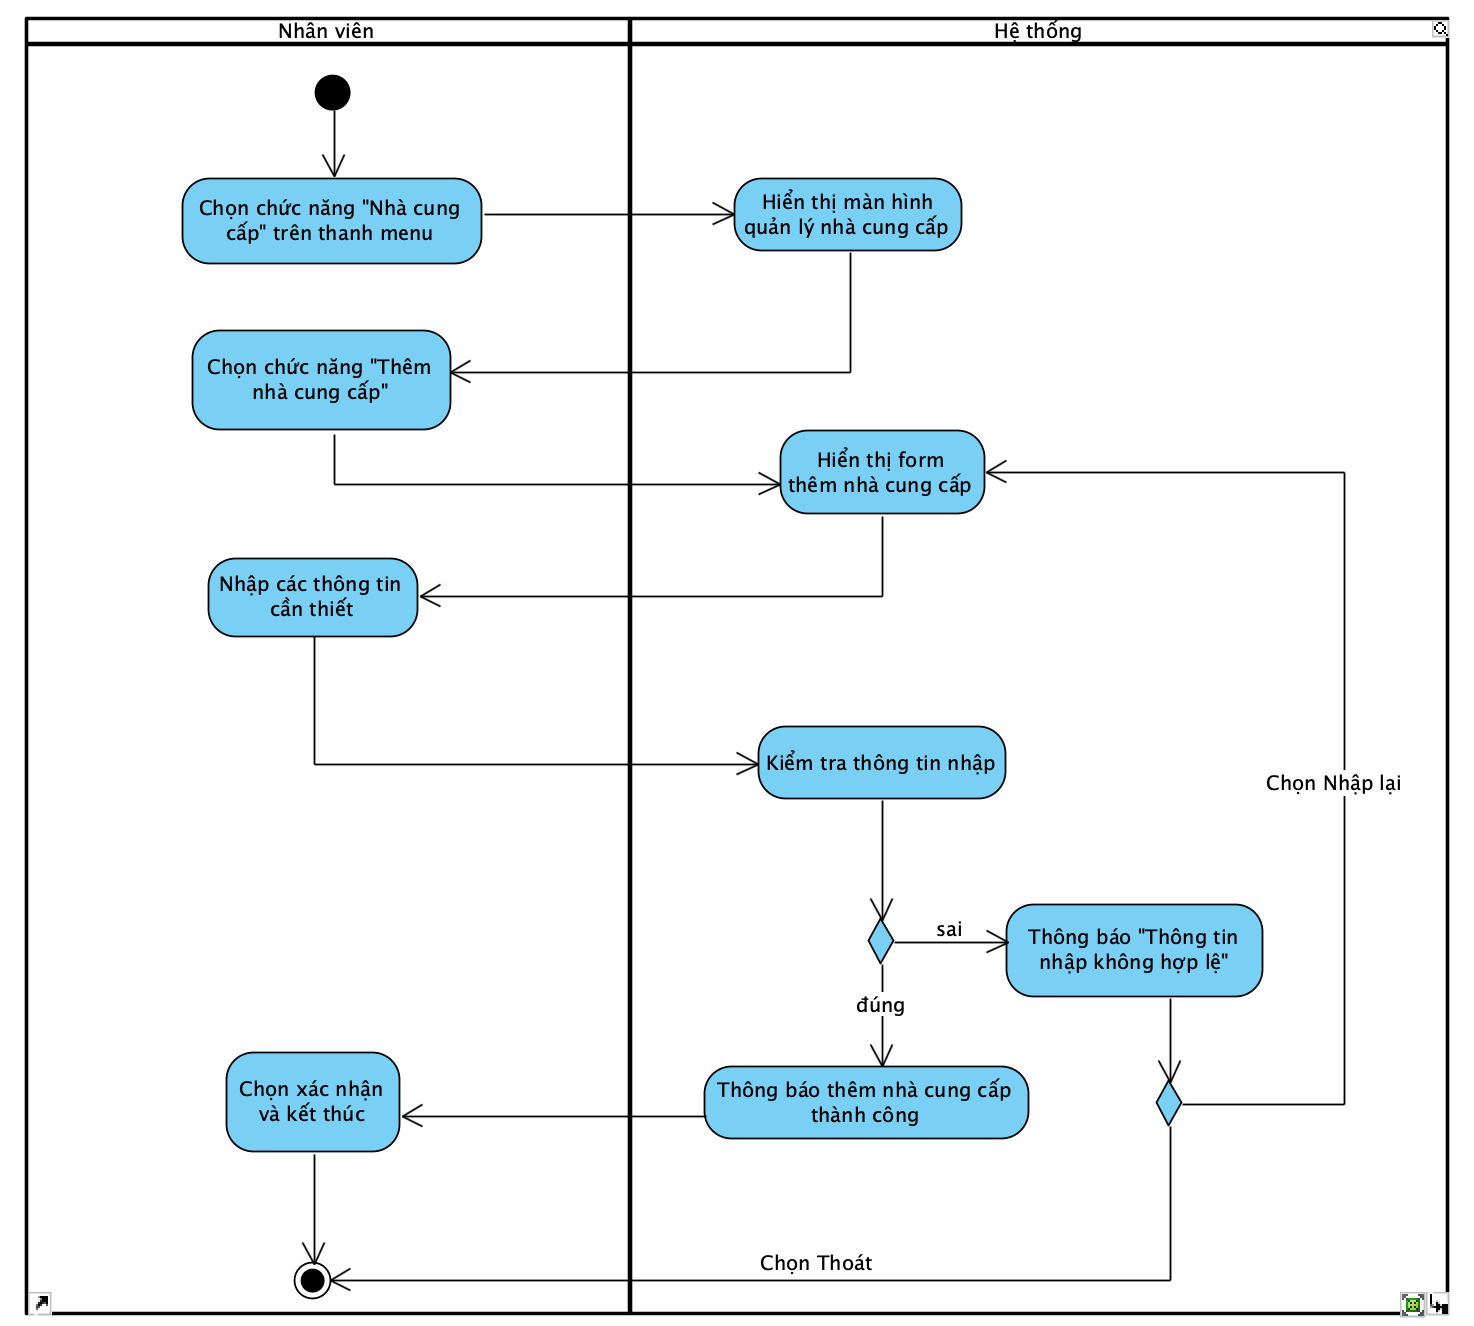 Nhân viên
Hệ thống
Chọn chức năng "Nhà cung
cấp" trên thanh menu
Hiển thị màn hình
quản lý nhà cung cấp
Chọn chức năng "Thêm
nhà cung cấp"
Hiển thị form
thêm nhà cung cấp
Nhập các thông tin
cần thiết
Kiểm tra thông tin nhập
Chọn Nhập lại
sai
Thông báo "Thông tin
nhập không hợp lệ"
đúng
Chọn xác nhận
và kết thúc
Thông báo thêm nhà cung cấp
thành công
Chọn Thoát